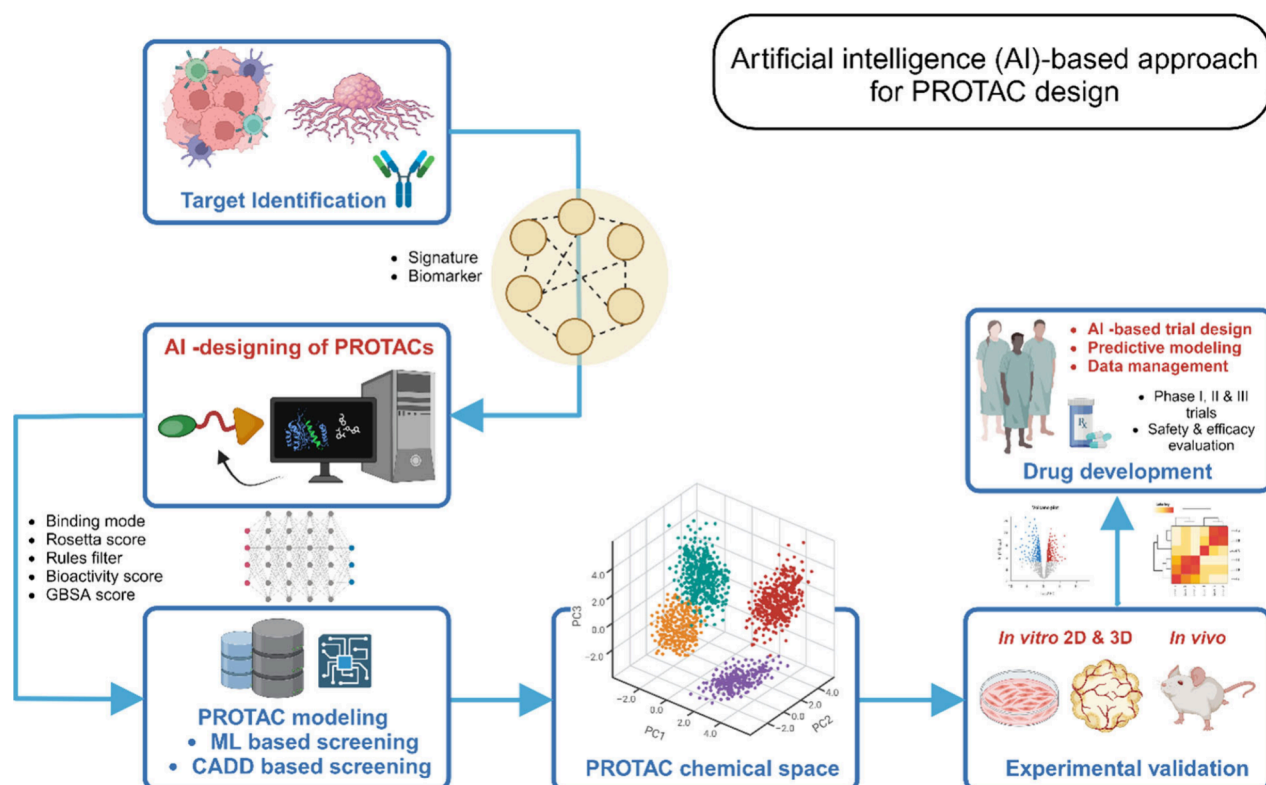 Artificial intelligence (AI)-based approach
for PROTAC design
Target Identification
• Signature
• Biomarker
AI -designing of PROTACs
• Binding mode
• Rosetta score
• Rules filter
• Bioactivity score
• GBSA score
PROTAC modeling
• ML based screening
• CADD based screening
PC3
4.0
2.0
0.0
-2.0
-2.0
0.0
2.0
4.0
PC1
-2.0
0.0
2.0
4.0
PC2
PROTAC chemical space
In vitro 2D & 3D
In vivo
Experimental validation
Volcano plot
• AI -based trial design
• Predictive modeling
• Data management
• Phase I, II & III
trials
• Safety & efficacy
evaluation
Rx
Drug development